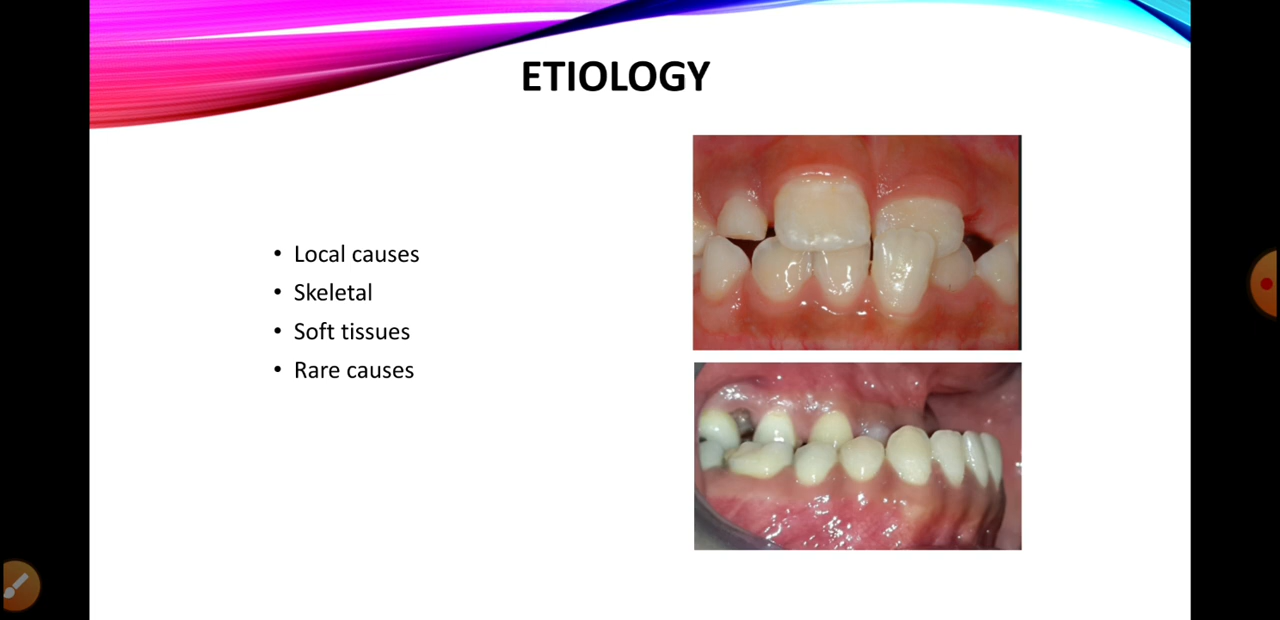 ETIOLOGY
• Local causes
• Skeletal
• Soft tissues
• Rare causes